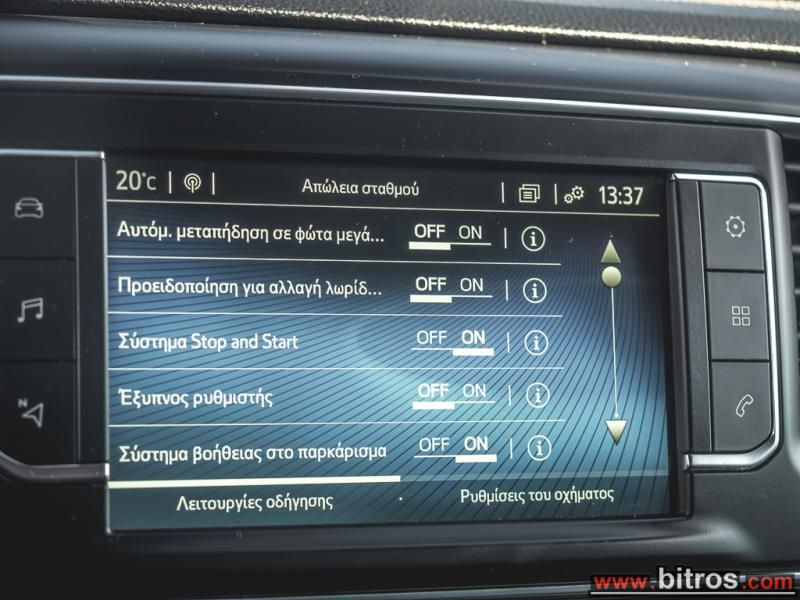 20°C Απώλεια σταθμού 13:37
Αυτόμ. μεταπήδηση σε φώτα μεγά... OFF ON i
Προειδοποίηση για αλλαγή λωρίδ... OFF ON i
Σύστημα Stop and Start OFF ON i
Έξυπνος ρυθμιστής OFF ON i
Σύστημα βοήθειας στο παρκάρισμα OFF ON i
Λειτουργίες οδήγησης Ρυθμίσεις του οχήματος
N
www.bitros.com